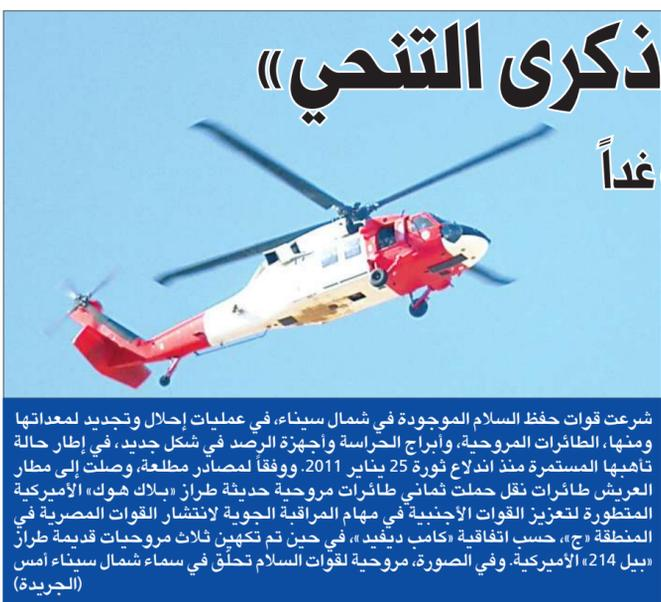 ذكرى التنحي»
غداً
شرعت قوات حفظ السلام الموجودة في شمال سيناء، في عمليات إحلال وتجديد لمعداتها
ومنها، الطائرات المروحية، وأبراج الحراسة وأجهزة الرصد في شكل جديد، في إطار حالة
تأهبها المستمرة منذ اندلاع ثورة 25 يناير 2011. ووفقاً لمصادر مطلعة، وصلت إلى مطار
العريش طائرات نقل حملت ثماني طائرات مروحية حديثة طراز «بلاك هوك» الأميركية
المتطورة لتعزيز القوات الأجنبية في مهام المراقبة الجوية لانتشار القوات المصرية في
المنطقة «ج»، حسب اتفاقية «كامب ديفيد»، في حين تم تكهين ثلاث مروحيات قديمة طراز
«بيل 214» الأميركية. وفي الصورة، مروحية لقوات السلام تحلّق في سماء شمال سيناء أمس
(الجريدة)